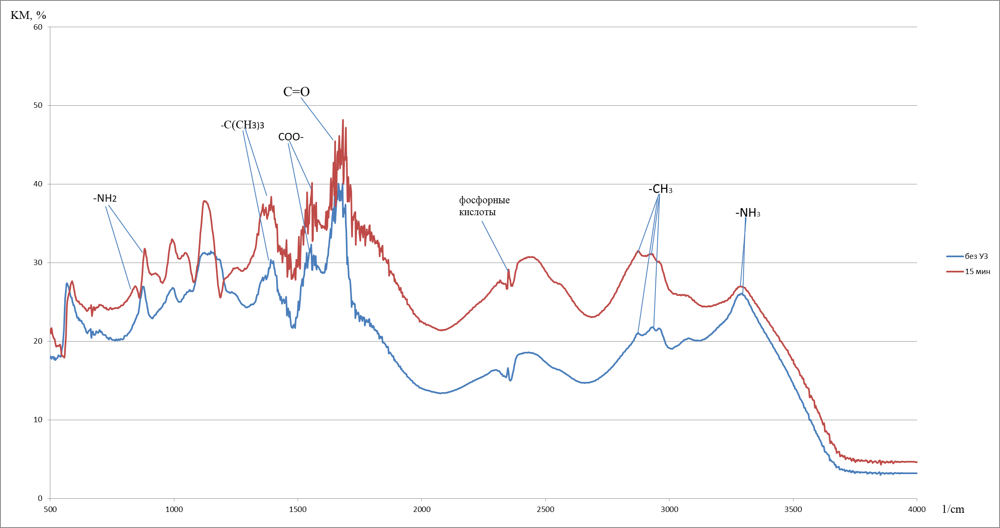 KM, %
60
50
40
30
20
10
0
C=O
-C(CH3)3
COO-
-NH2
фосфорные
кислоты
-CH3
-NH3
без УЗ
15 мин
500
1000
1500
2000
2500
3000
3500
4000
1/cm